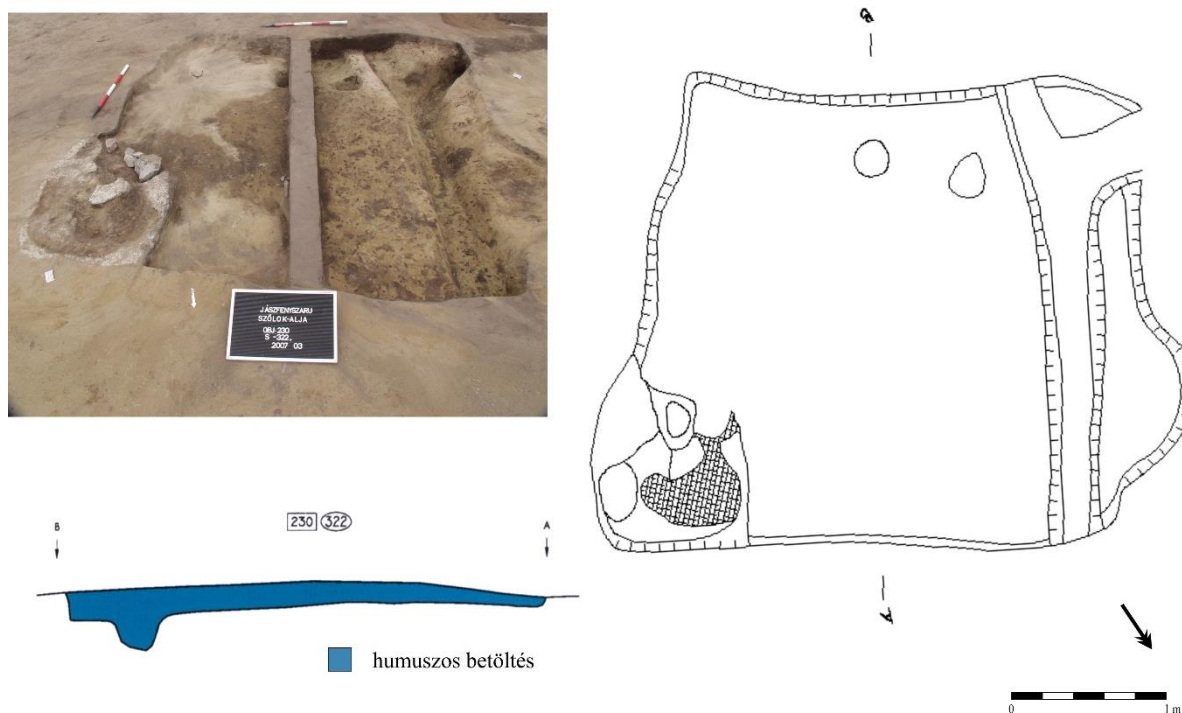 JÁSZFÉNYSZARU
SZŐLŐK-ALJA
OBJ 230
S -322.
2007 03
B
230 322
A
humuszos betöltés
B
A
0 1 m